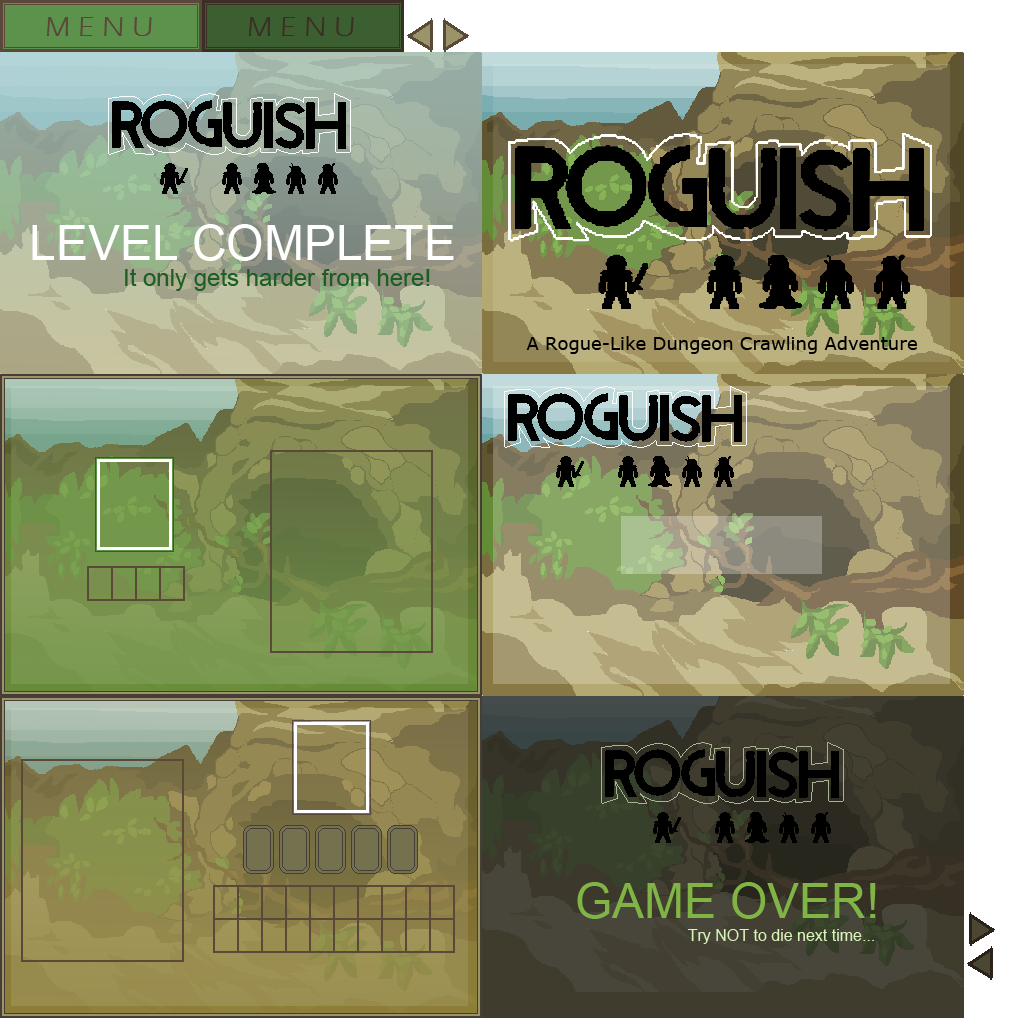 MENU MENU
ROGUISH
LEVEL COMPLETE
It only gets harder from here!
ROGUISH
A Rogue-Like Dungeon Crawling Adventure
ROGUISH
ROGUISH
GAME OVER!
Try NOT to die next time...